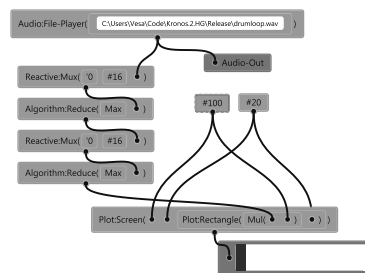 Audio:File-Player( C:\Users\Vesa\Code\Kronos.2.HG\Release\drumloop.wav )
Audio-Out
Reactive:Mux( '0 #16 )
Algorithm:Reduce( Max )
#100 #20
Reactive:Mux( '0 #16 )
Algorithm:Reduce( Max )
Plot:Screen( Plot:Rectangle( Mul( ) ) )